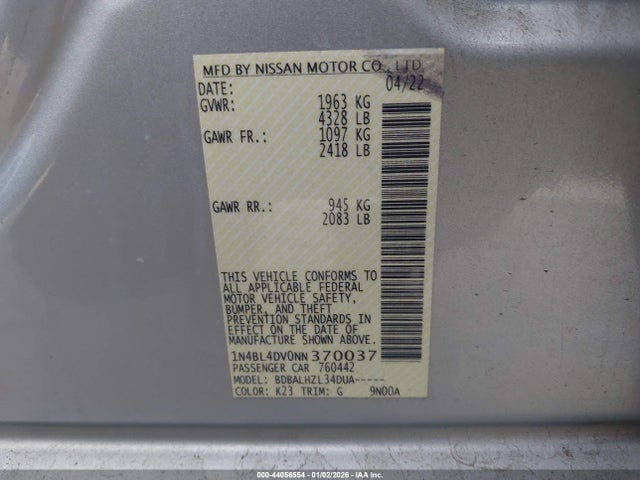 MFD BY NISSAN MOTOR CO., LTD.
DATE: 04/22
GVWR: 1963 KG
4328 LB
GAWR FR.: 1097 KG
2418 LB
GAWR RR.: 945 KG
2083 LB
THIS VEHICLE CONFORMS TO
ALL APPLICABLE FEDERAL
MOTOR VEHICLE SAFETY,
BUMPER, AND THEFT
PREVENTION STANDARDS IN
EFFECT ON THE DATE OF
MANUFACTURE SHOWN ABOVE.
1N4BL4DV0NN370037
PASSENGER CAR 760442
MODEL: BDBALHZL34DUA-----
COLOR: K23 TRIM: G 9N00A
000-44056554 | 01/02/2026 | IAA Inc.